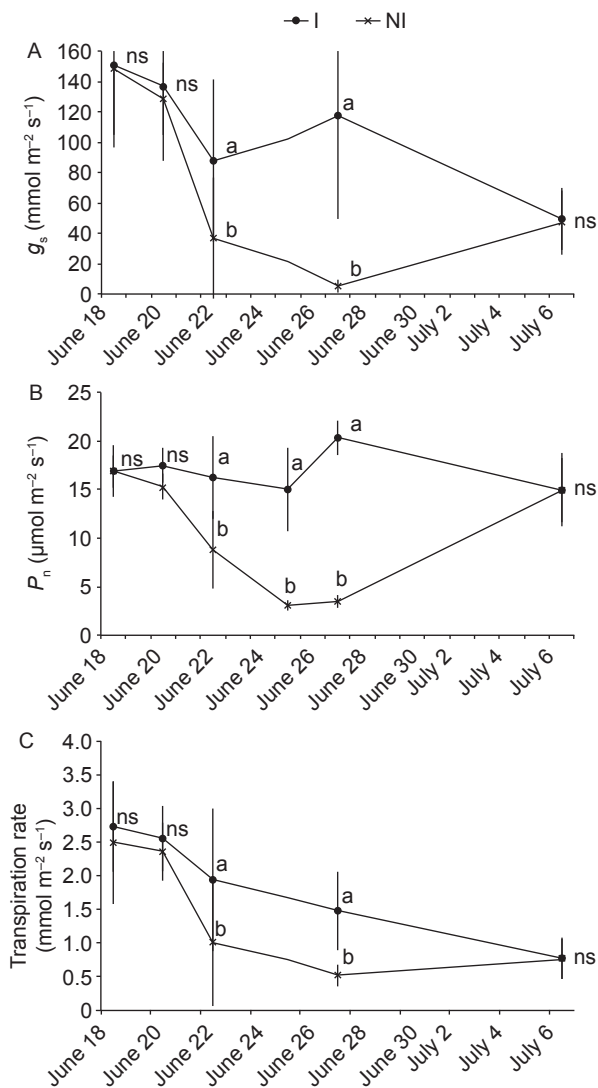 I NI
A
160
140
120
100
80
60
40
20
0
gₛ (mmol m⁻² s⁻¹)
ns
ns
a
a
b
b
ns
June 18
June 20
June 22
June 24
June 26
June 28
June 30
July 2
July 4
July 6
B
25
20
15
10
5
0
Pₙ (µmol m⁻² s⁻¹)
ns
ns
a
a
a
b
b
b
ns
June 18
June 20
June 22
June 24
June 26
June 28
June 30
July 2
July 4
July 6
C
4.0
3.5
3.0
2.5
2.0
1.5
1.0
0.5
0
Transpiration rate
(mmol m⁻² s⁻¹)
ns
ns
a
a
b
b
ns
June 18
June 20
June 22
June 24
June 26
June 28
June 30
July 2
July 4
July 6